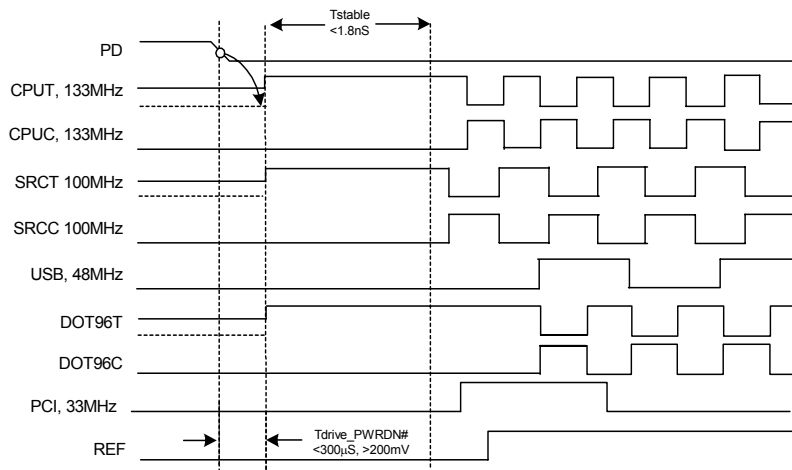 Tstable
<1.8nS
PD
CPUT, 133MHz
CPUC, 133MHz
SRCT 100MHz
SRCC 100MHz
USB, 48MHz
DOT96T
DOT96C
PCI, 33MHz
Tdrive_PWRDN#
<300μS, >200mV
REF